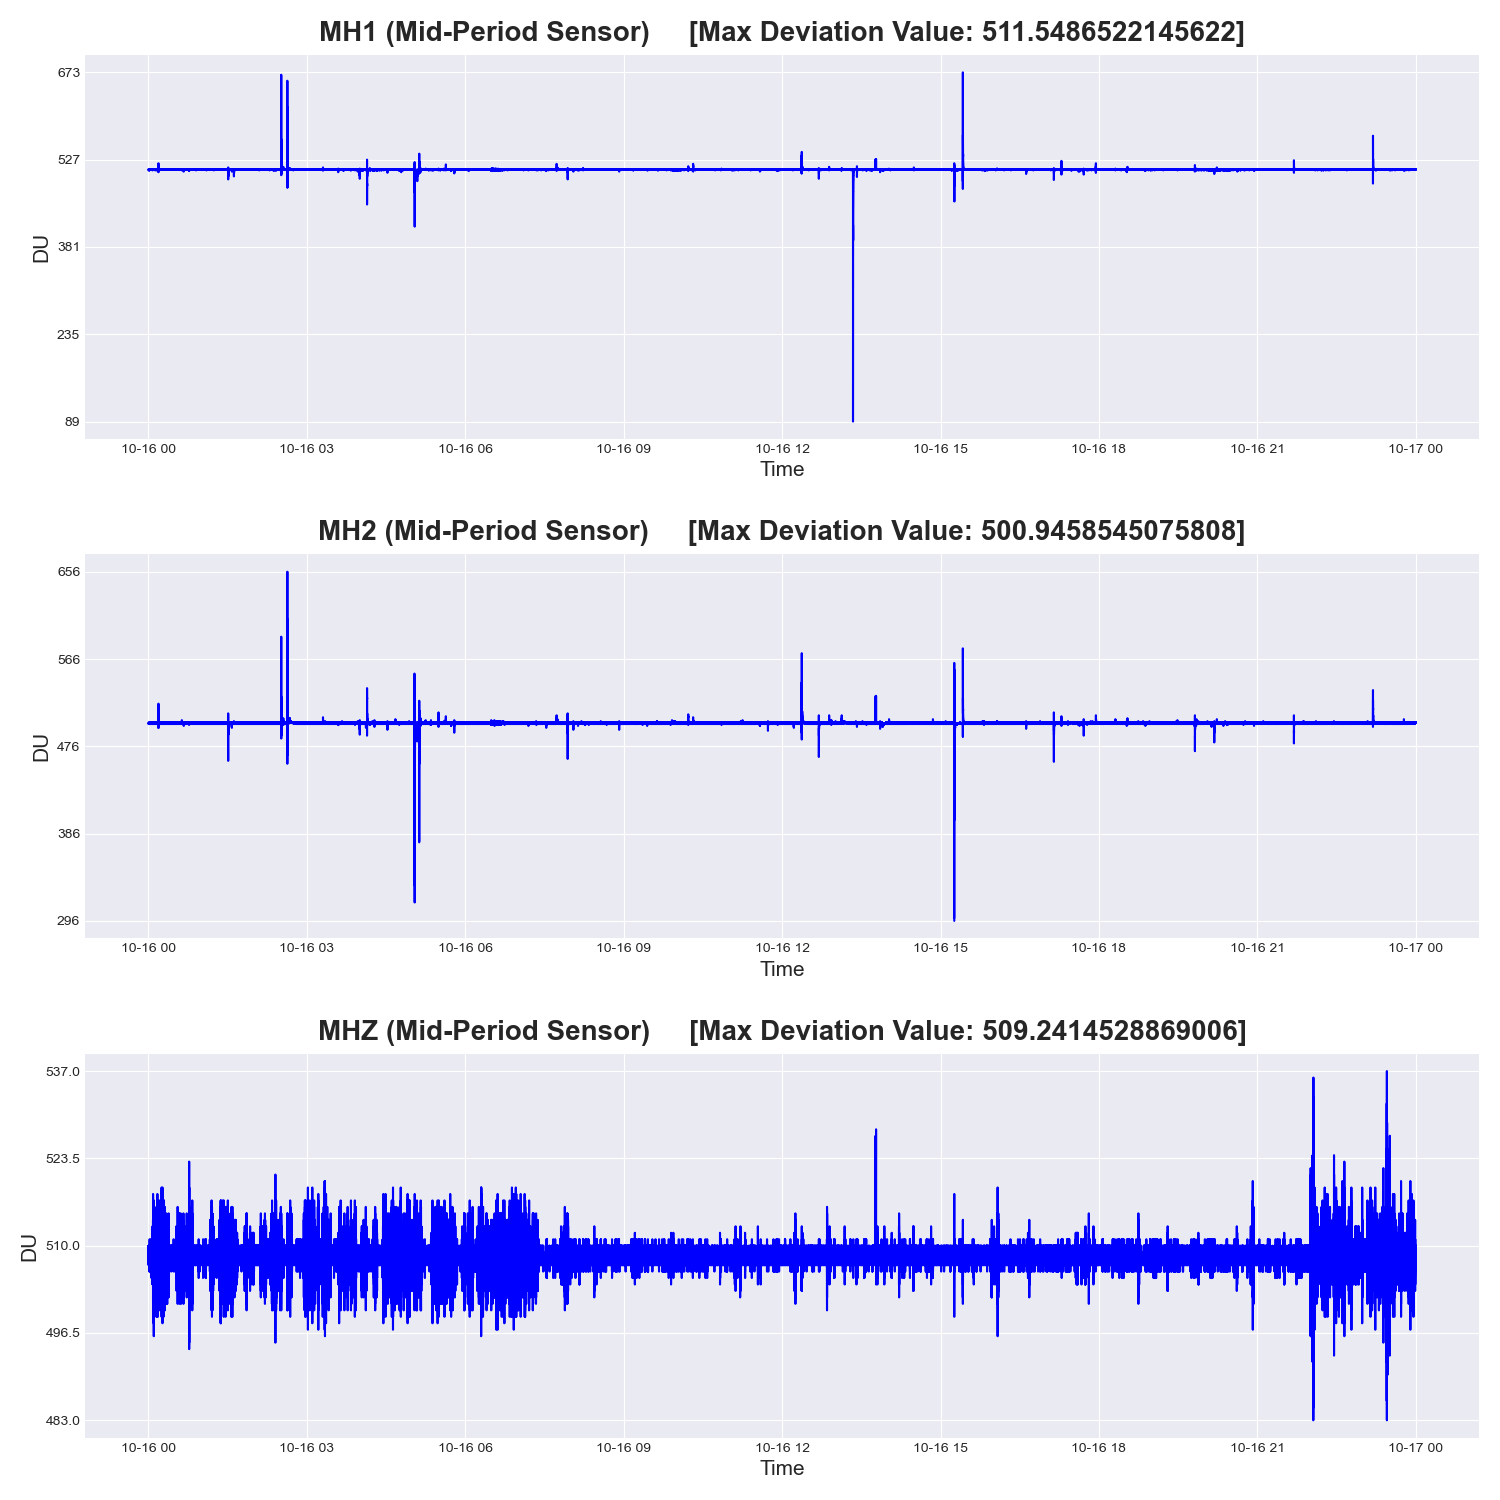 MH1 (Mid-Period Sensor) [Max Deviation Value: 511.5486522145622]
673
527
381
235
89
DU
10-16 00 10-16 03 10-16 06 10-16 09 10-16 12 10-16 15 10-16 18 10-16 21 10-17 00
Time
MH2 (Mid-Period Sensor) [Max Deviation Value: 500.9458545075808]
656
566
476
386
296
DU
10-16 00 10-16 03 10-16 06 10-16 09 10-16 12 10-16 15 10-16 18 10-16 21 10-17 00
Time
MHZ (Mid-Period Sensor) [Max Deviation Value: 509.2414528869006]
537.0
523.5
510.0
496.5
483.0
DU
10-16 00 10-16 03 10-16 06 10-16 09 10-16 12 10-16 15 10-16 18 10-16 21 10-17 00
Time